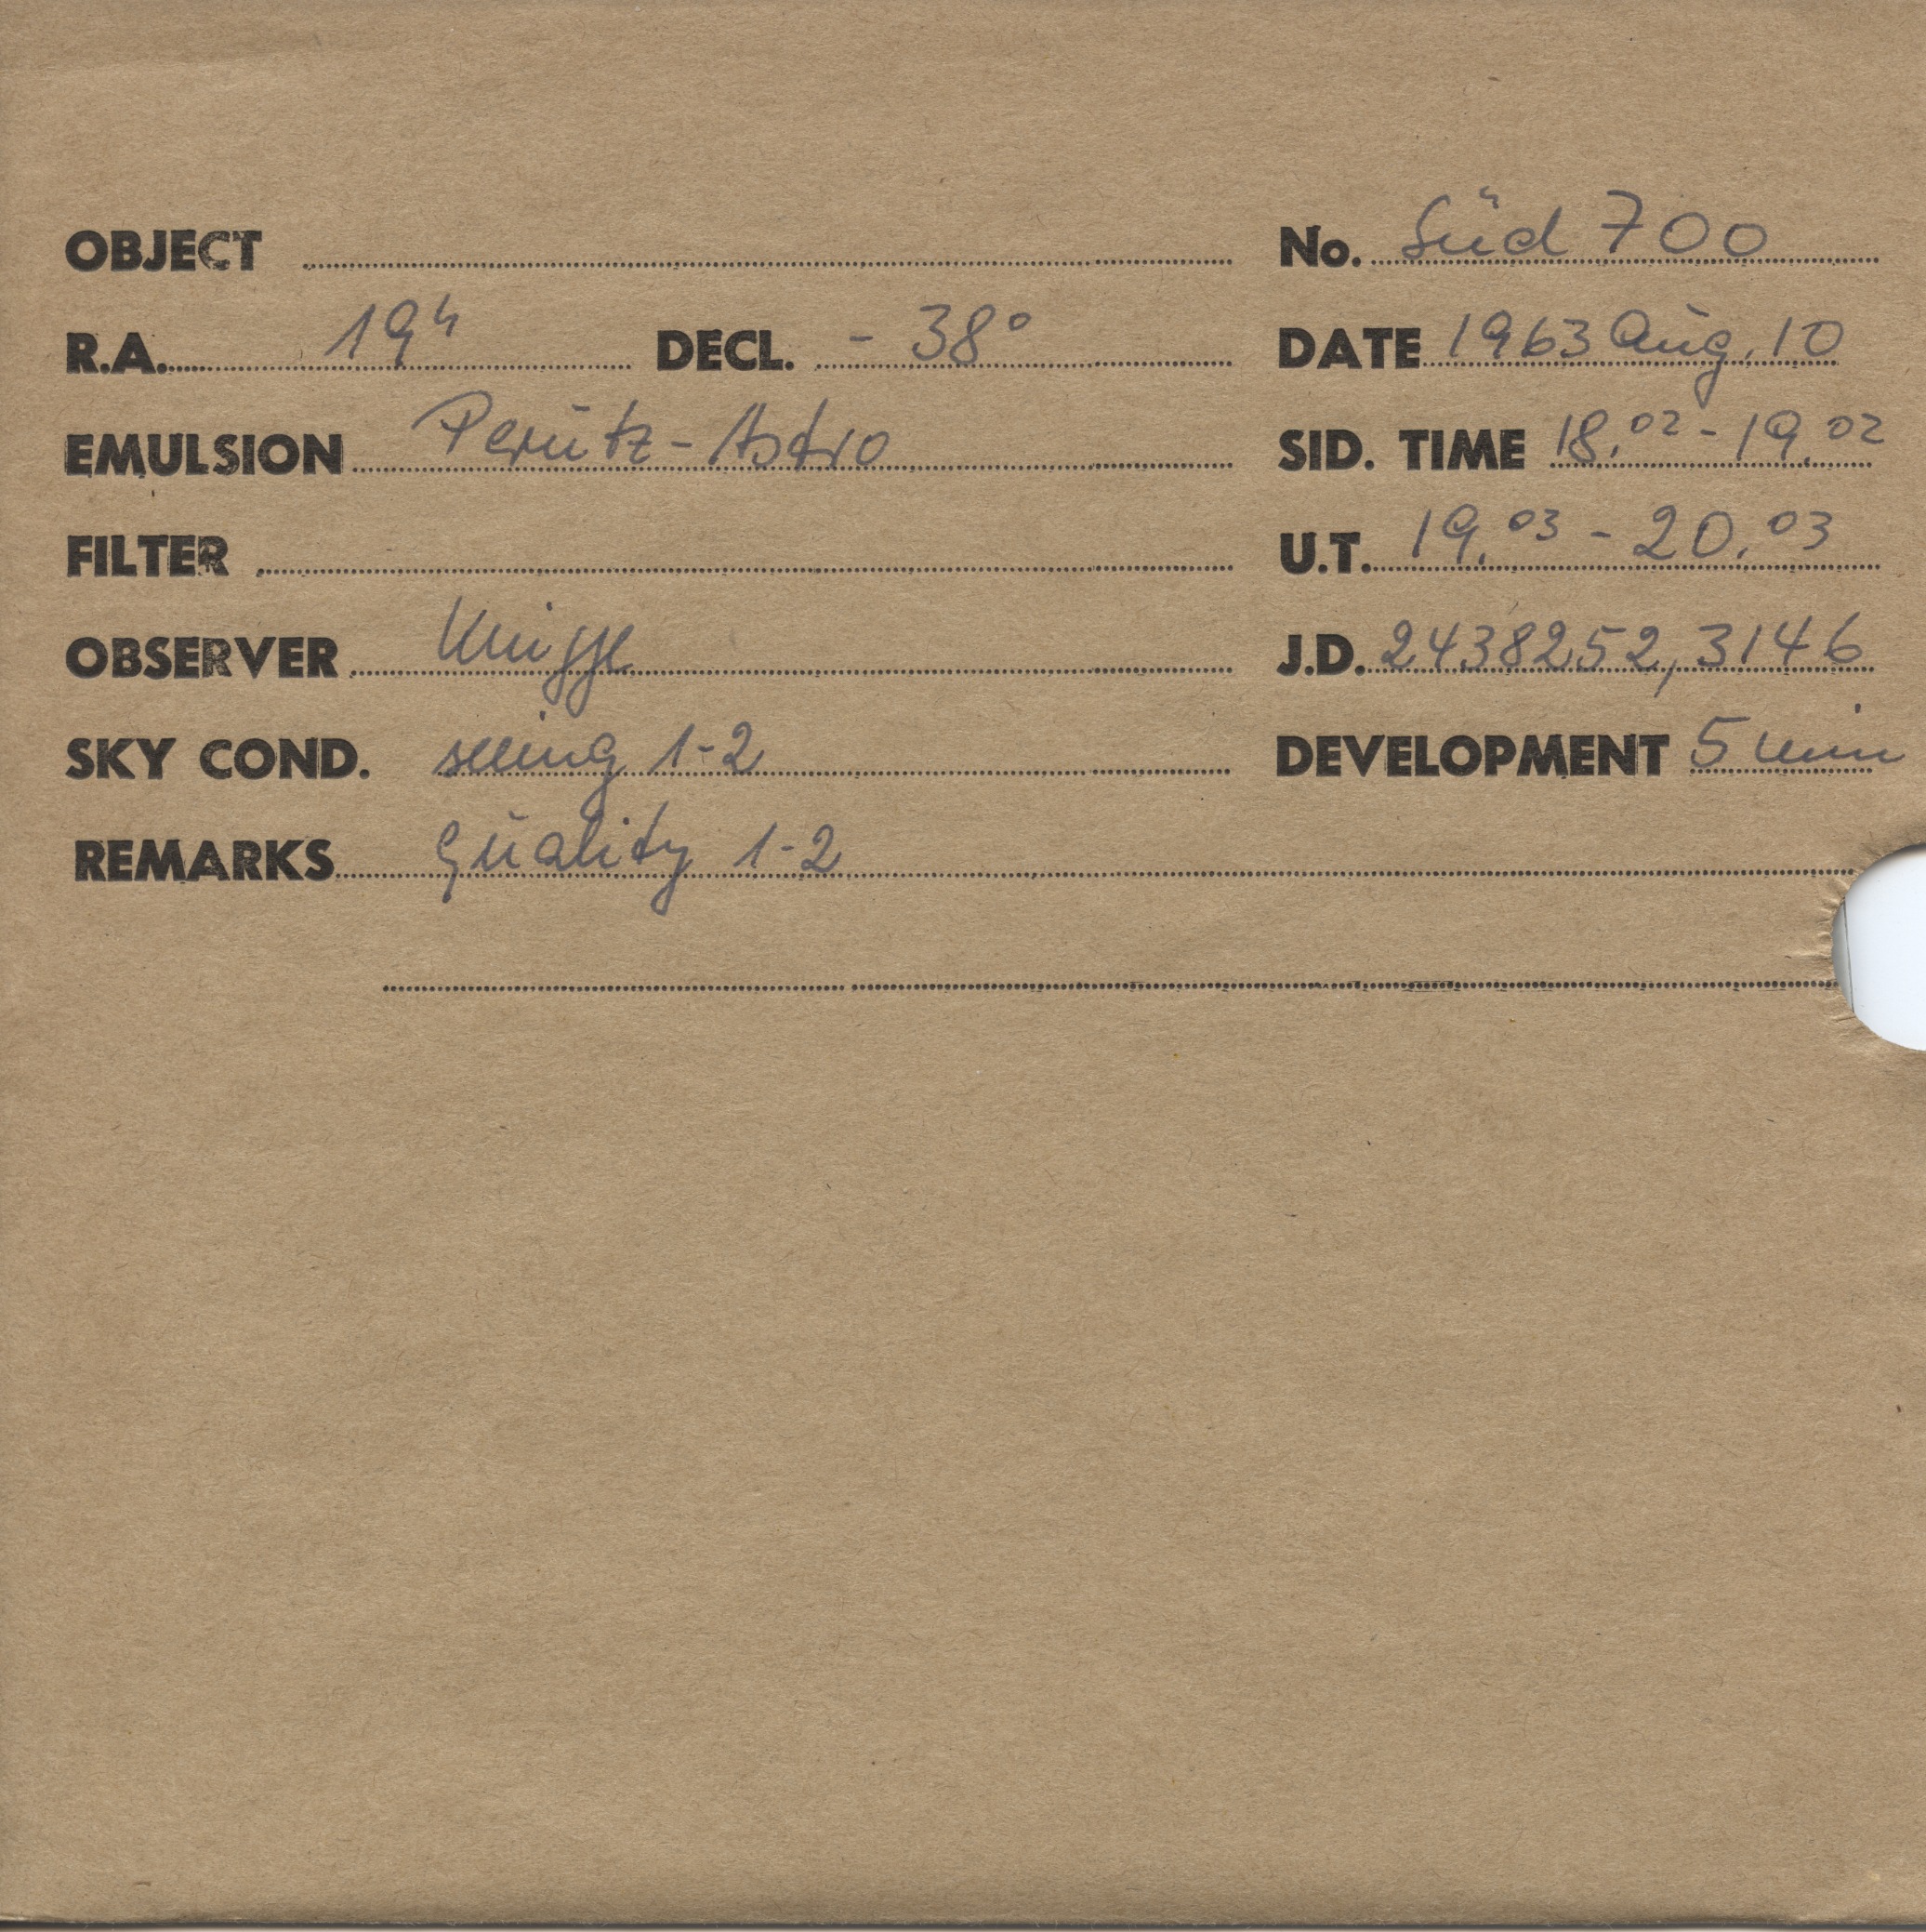 OBJECT No. Süd 700
R.A. 19h DECL. - 38° DATE 1963 Aug. 10
EMULSION Perutz-Astro SID. TIME 18.02 - 19.02
FILTER U.T. 19.03 - 20.03
OBSERVER Knigge J.D. 2438252,3146
SKY COND. seeing 1-2 DEVELOPMENT 5 min
REMARKS Quality 1-2